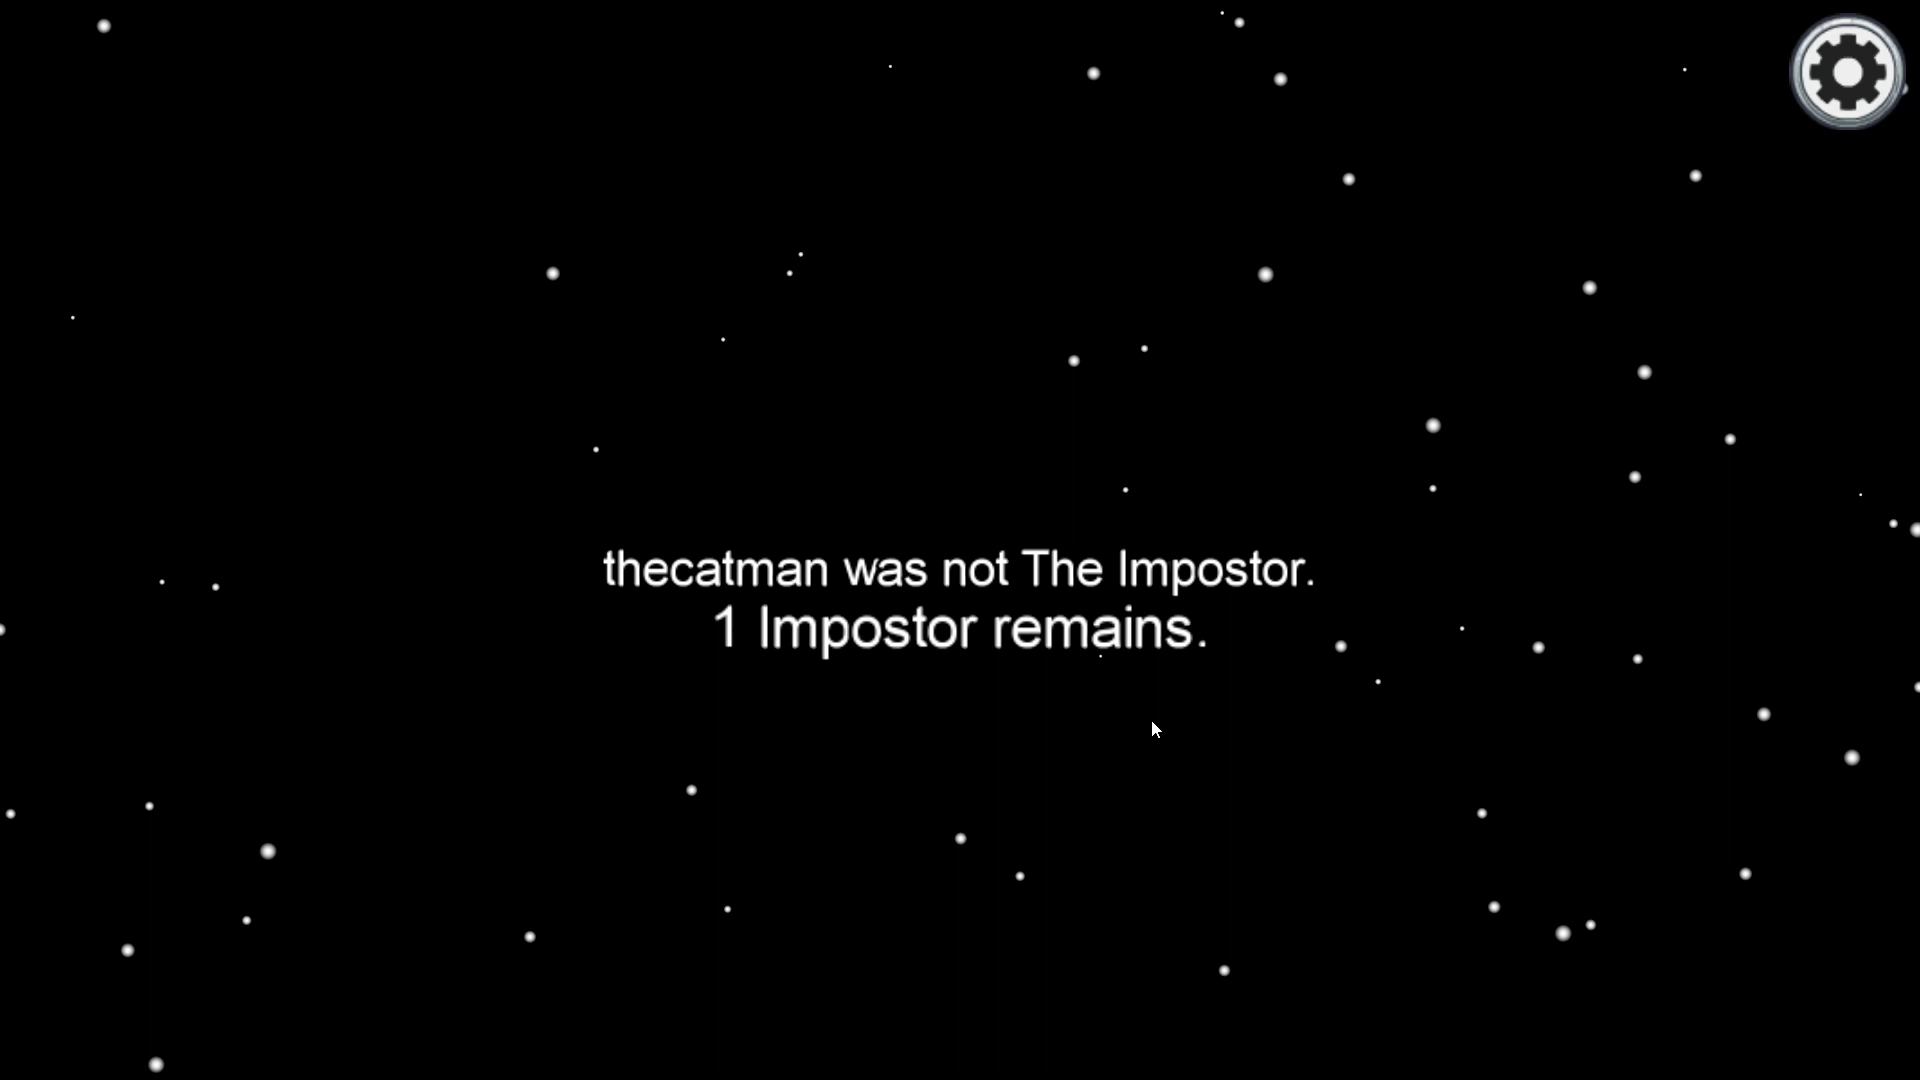 thecatman was not The Impostor.
1 Impostor remains.